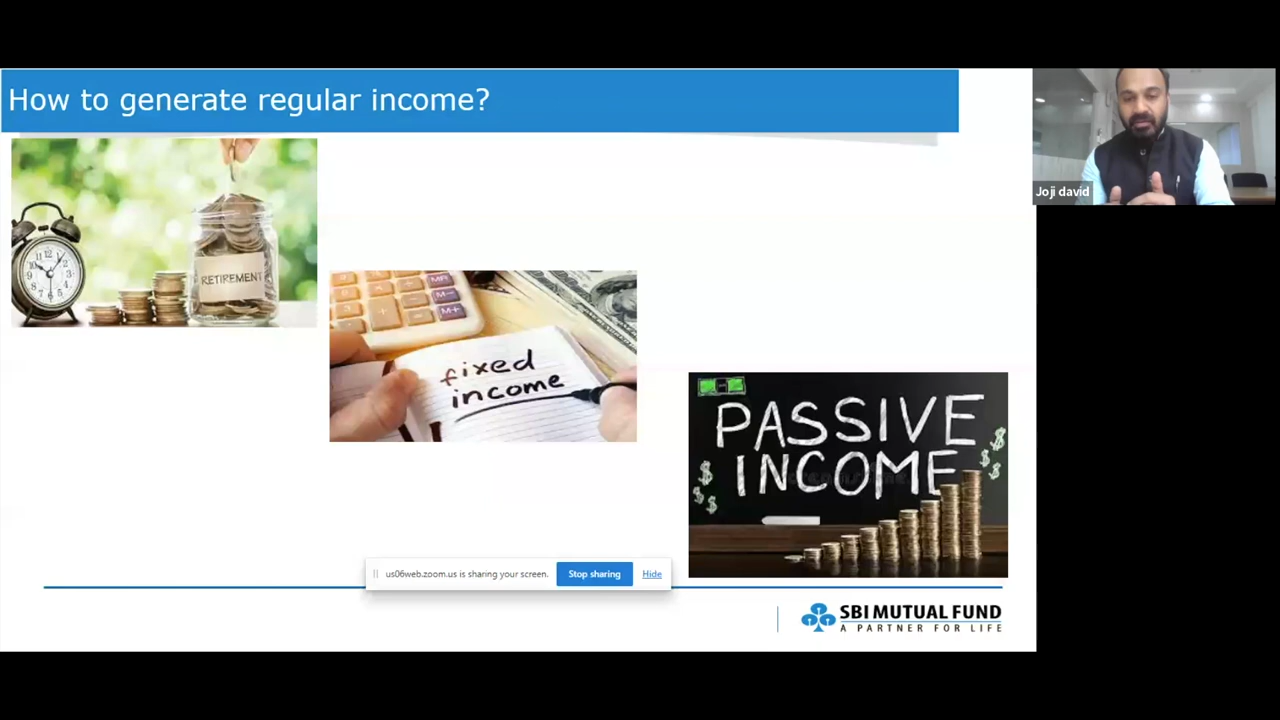 How to generate regular income?
Joji david
RETIREMENT
M-
M+
fixed
income
PASSIVE
INCOME
us06web.zoom.us is sharing your screen.
Stop sharing
Hide
SBI MUTUAL FUND
A PARTNER FOR LIFE